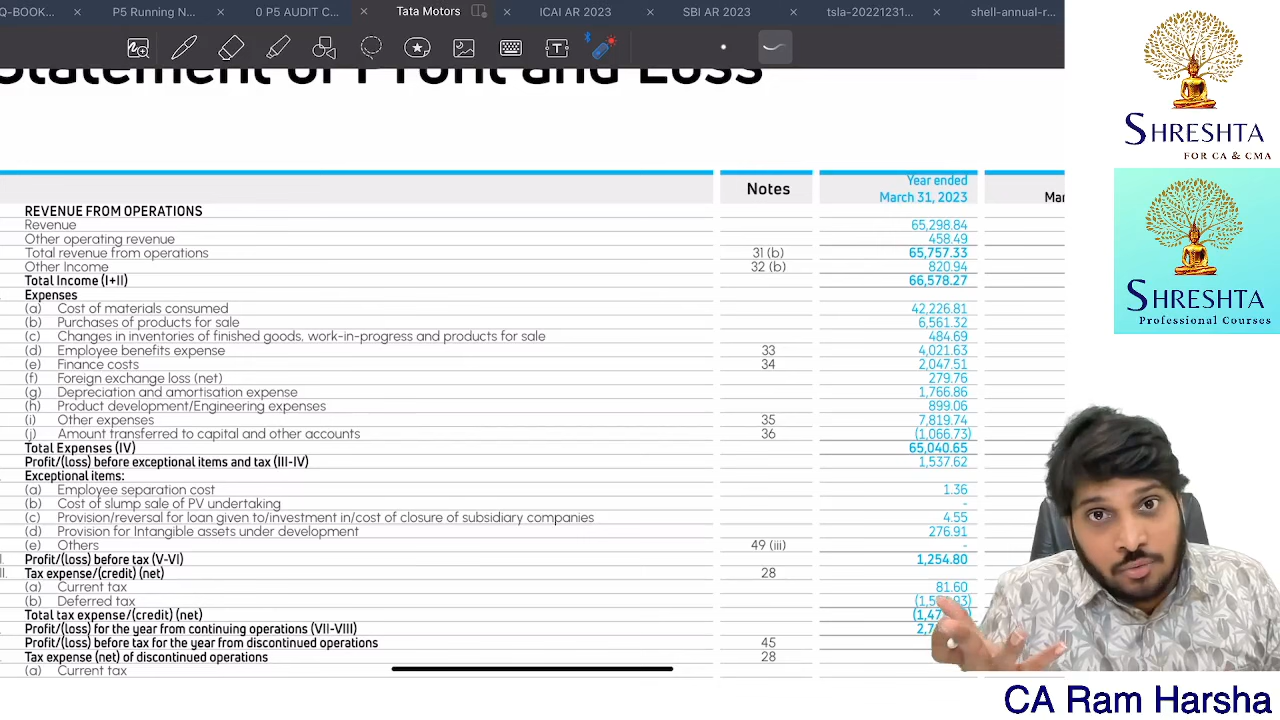 Q-BOOK...
P5 Running N...
0 P5 AUDIT C...
Tata Motors
ICAI AR 2023
SBI AR 2023
tsla-20221231...
shell-annual-r...
Statement of Profit and Loss
Notes
Year ended
March 31, 2023
Mar
REVENUE FROM OPERATIONS
Revenue 65,298.84
Other operating revenue 458.49
Total revenue from operations 31 (b) 65,757.33
Other Income 32 (b) 820.94
Total Income (I+II) 66,578.27
Expenses
(a) Cost of materials consumed 42,226.81
(b) Purchases of products for sale 6,561.32
(c) Changes in inventories of finished goods, work-in-progress and products for sale 484.69
(d) Employee benefits expense 33 4,021.63
(e) Finance costs 34 2,047.51
(f) Foreign exchange loss (net) 279.76
(g) Depreciation and amortisation expense 1,766.86
(h) Product development/Engineering expenses 899.06
(i) Other expenses 35 7,819.74
(j) Amount transferred to capital and other accounts 36 (1,066.73)
Total Expenses (IV) 65,040.65
Profit/(loss) before exceptional items and tax (III-IV) 1,537.62
Exceptional items:
(a) Employee separation cost 1.36
(b) Cost of slump sale of PV undertaking -
(c) Provision/reversal for loan given to/investment in/cost of closure of subsidiary companies 4.55
(d) Provision for Intangible assets under development 276.91
(e) Others 49 (iii) -
Profit/(loss) before tax (V-VI) 1,254.80
Tax expense/(credit) (net) 28
(a) Current tax 81.60
(b) Deferred tax
Total tax expense/(credit) (net)
Profit/(loss) for the year from continuing operations (VII-VIII)
Profit/(loss) before tax for the year from discontinued operations 45
Tax expense (net) of discontinued operations 28
(a) Current tax
SHRESHTA
FOR CA & CMA
SHRESHTA
Professional Courses
CA Ram Harsha